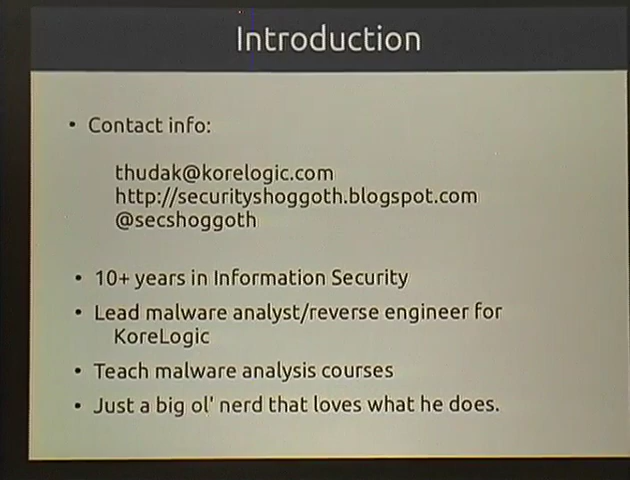 Introduction
• Contact info:
thudak@korelogic.com
http://securityshoggoth.blogspot.com
@secshoggoth
• 10+ years in Information Security
• Lead malware analyst/reverse engineer for
KoreLogic
• Teach malware analysis courses
• Just a big ol' nerd that loves what he does.